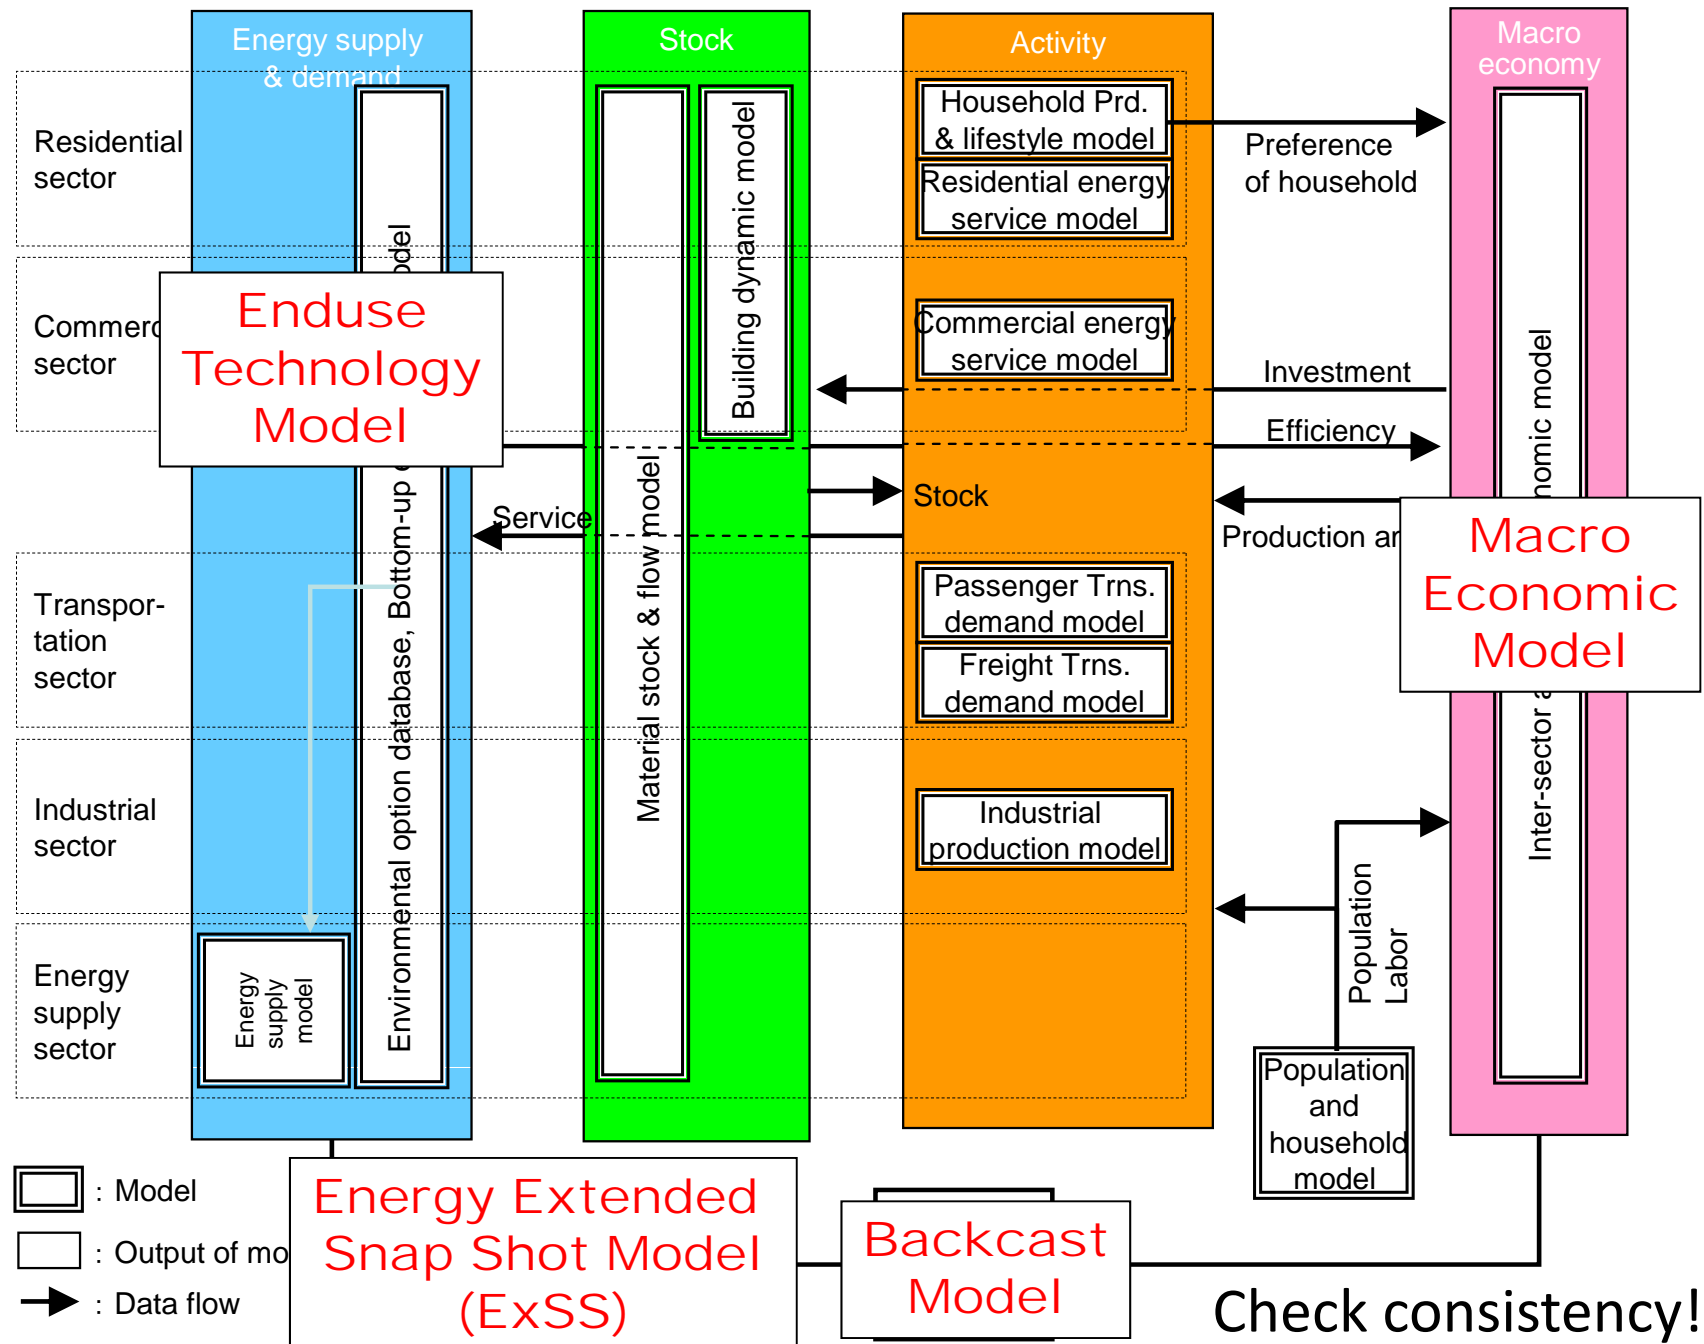 Energy supply
& demand
Stock
Activity
Macro
economy
Residential
sector
Household Prd.
& lifestyle model
Residential energy
service model
Preference
of household
Building dynamic model
Enduse
Technology
Model
sector
Commercial energy
service model
Investment
Efficiency
Stock
Service
Production
Macro
Economic
Model
Environmental option database, Bottom-up
Material stock & flow model
Inter-sector
Transpor-
tation
sector
Passenger Trns.
demand model
Freight Trns.
demand model
Industrial
sector
Industrial
production model
Energy
supply
sector
Energy
supply
model
Population
Labor
Population
and
household
model
: Model
: Output of
: Data flow
Energy Extended
Snap Shot Model
(ExSS)
Backcast
Model
Check consistency!